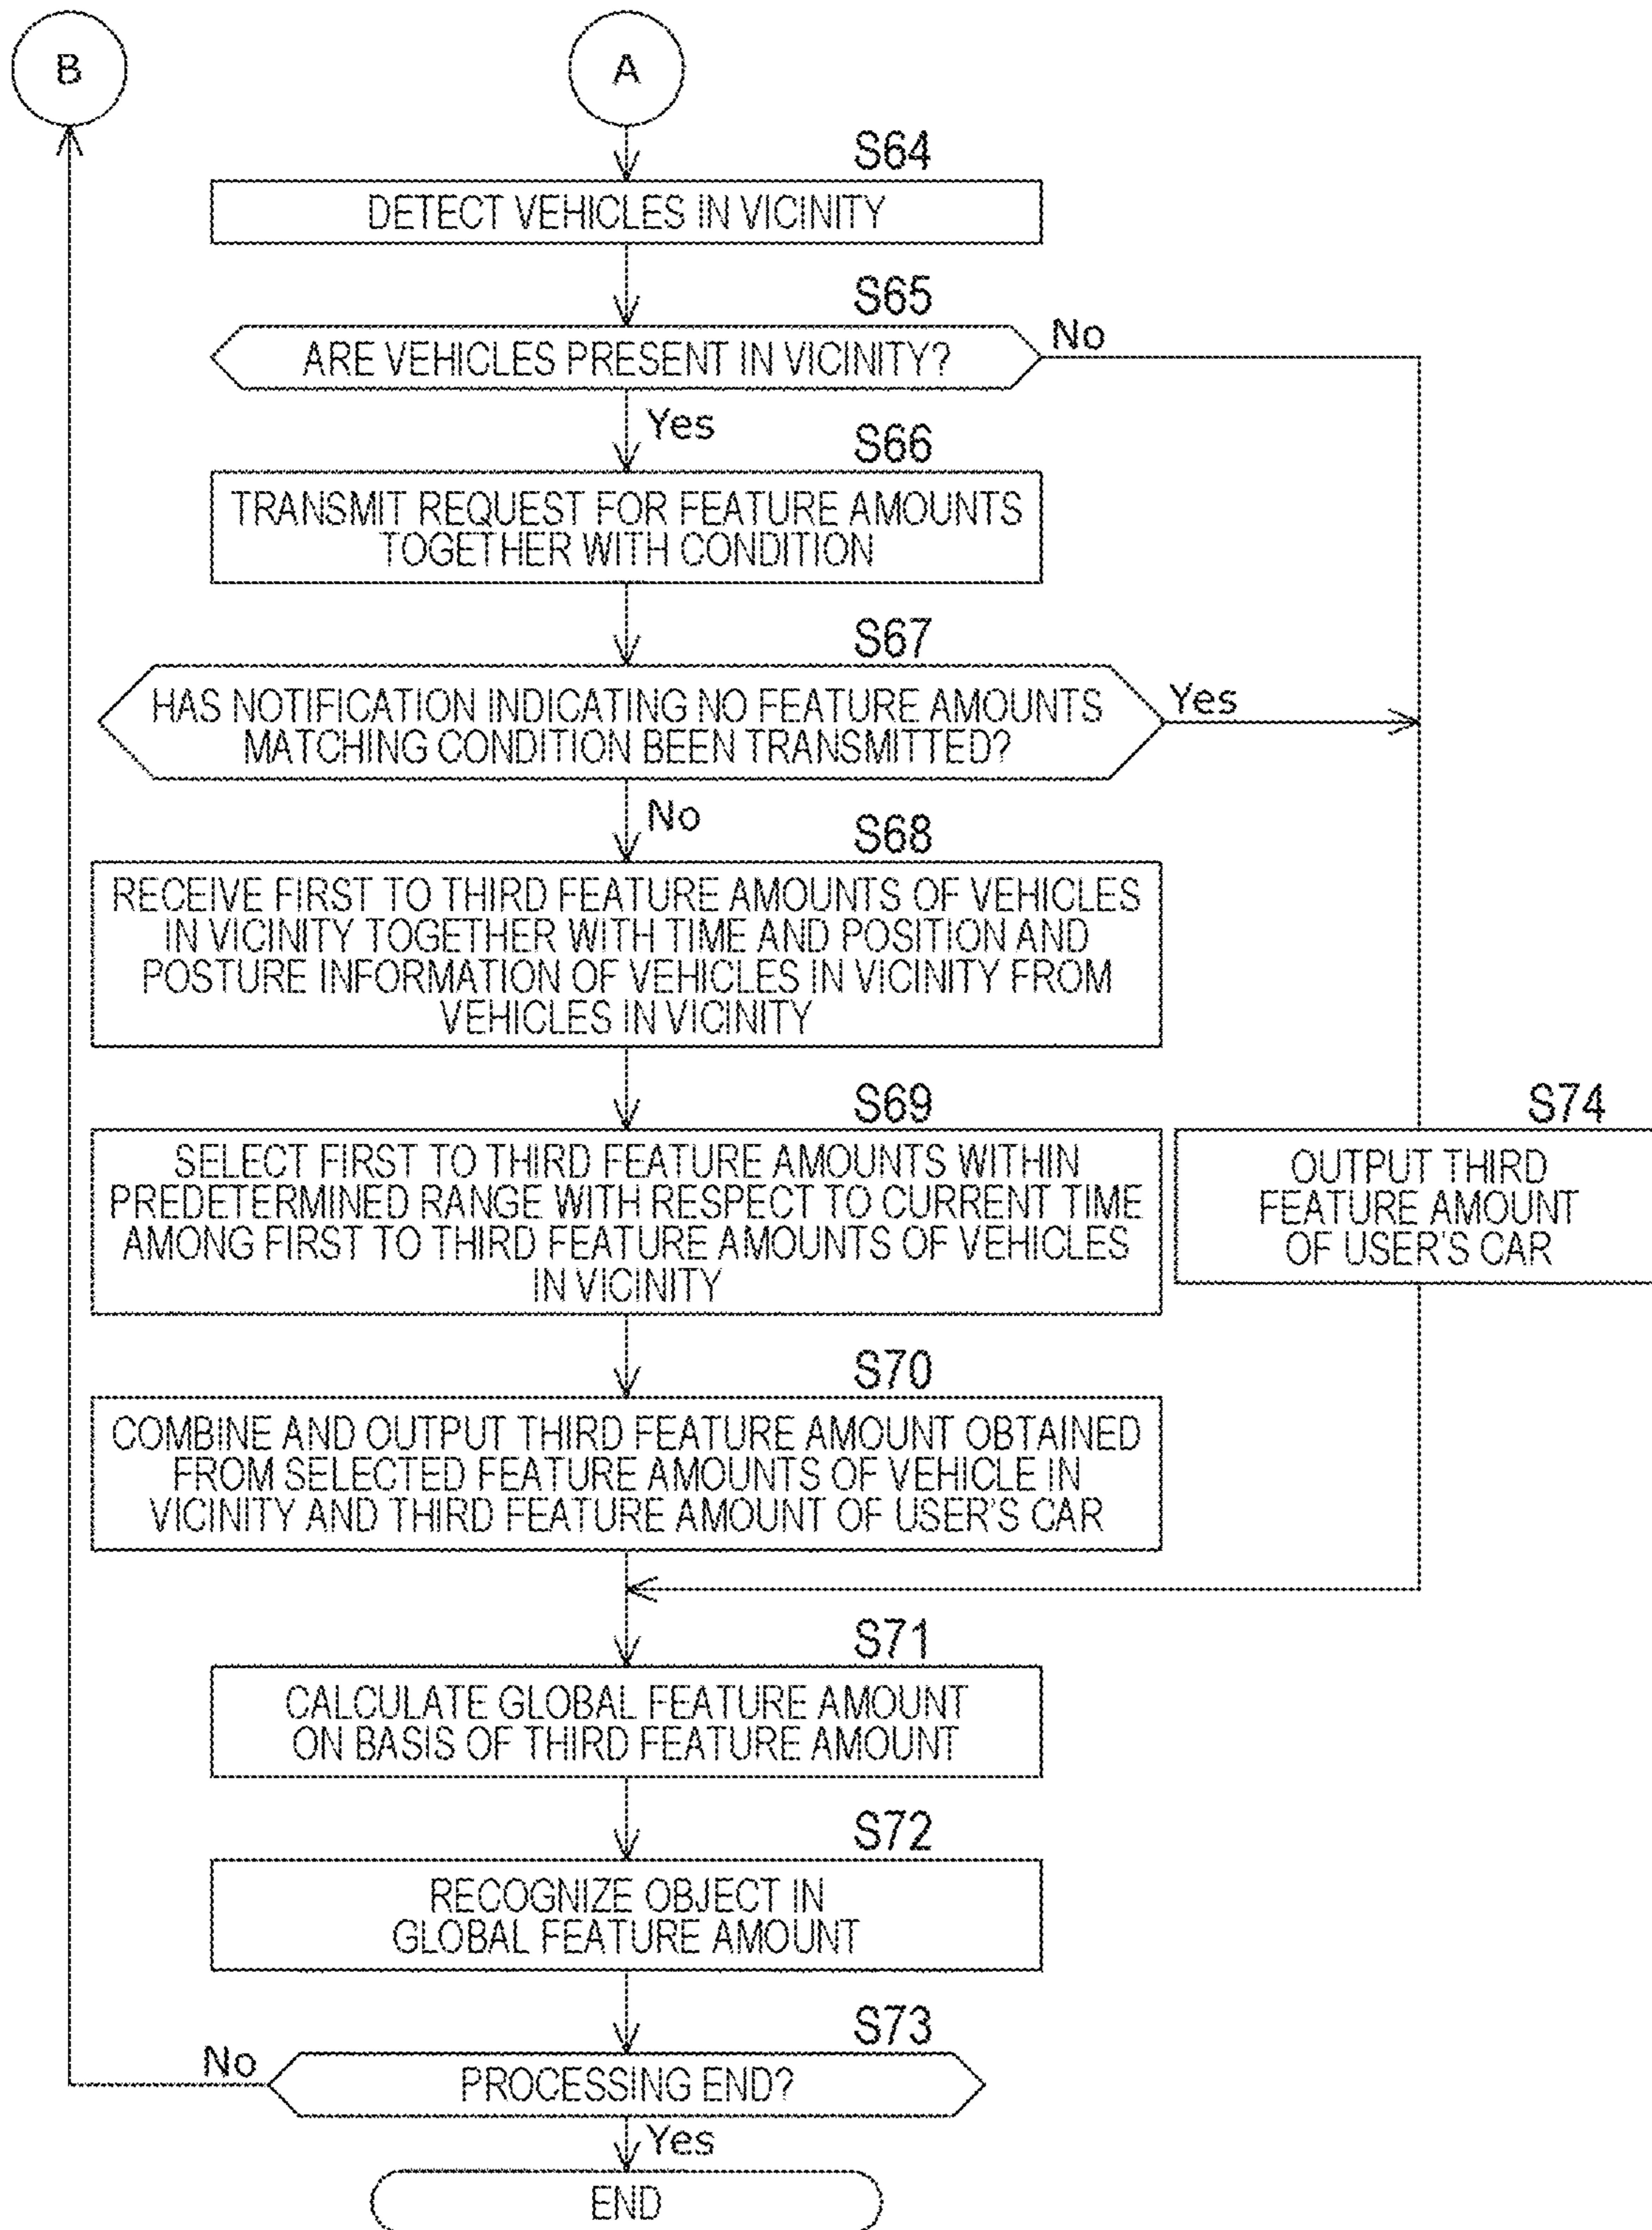 B
A
S64
DETECT VEHICLES IN VICINITY
S65
ARE VEHICLES PRESENT IN VICINITY?
No
Yes
S66
TRANSMIT REQUEST FOR FEATURE AMOUNTS
TOGETHER WITH CONDITION
S67
HAS NOTIFICATION INDICATING NO FEATURE AMOUNTS
MATCHING CONDITION BEEN TRANSMITTED?
Yes
No
S68
RECEIVE FIRST TO THIRD FEATURE AMOUNTS OF VEHICLES
IN VICINITY TOGETHER WITH TIME AND POSITION AND
POSTURE INFORMATION OF VEHICLES IN VICINITY FROM
VEHICLES IN VICINITY
S69
SELECT FIRST TO THIRD FEATURE AMOUNTS WITHIN
PREDETERMINED RANGE WITH RESPECT TO CURRENT TIME
AMONG FIRST TO THIRD FEATURE AMOUNTS OF VEHICLES
IN VICINITY
S74
OUTPUT THIRD
FEATURE AMOUNT
OF USER'S CAR
S70
COMBINE AND OUTPUT THIRD FEATURE AMOUNT OBTAINED
FROM SELECTED FEATURE AMOUNTS OF VEHICLE IN
VICINITY AND THIRD FEATURE AMOUNT OF USER'S CAR
S71
CALCULATE GLOBAL FEATURE AMOUNT
ON BASIS OF THIRD FEATURE AMOUNT
S72
RECOGNIZE OBJECT IN
GLOBAL FEATURE AMOUNT
S73
No
PROCESSING END?
Yes
END